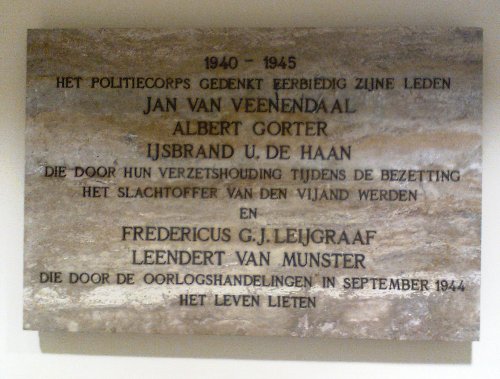 1940 - 1945
HET POLITIECORPS GEDENKT EERBIEDIG ZIJNE LEDEN
JAN VAN VEENENDAAL
ALBERT GORTER
IJSBRAND U. DE HAAN
DIE DOOR HUN VERZETSHOUDING TIJDENS DE BEZETTING
HET SLACHTOFFER VAN DEN VIJAND WERDEN
EN
FREDERICUS G.J. LEIJGRAAF
LEENDERT VAN MUNSTER
DIE DOOR DE OORLOGSHANDELINGEN IN SEPTEMBER 1944
HET LEVEN LIETEN